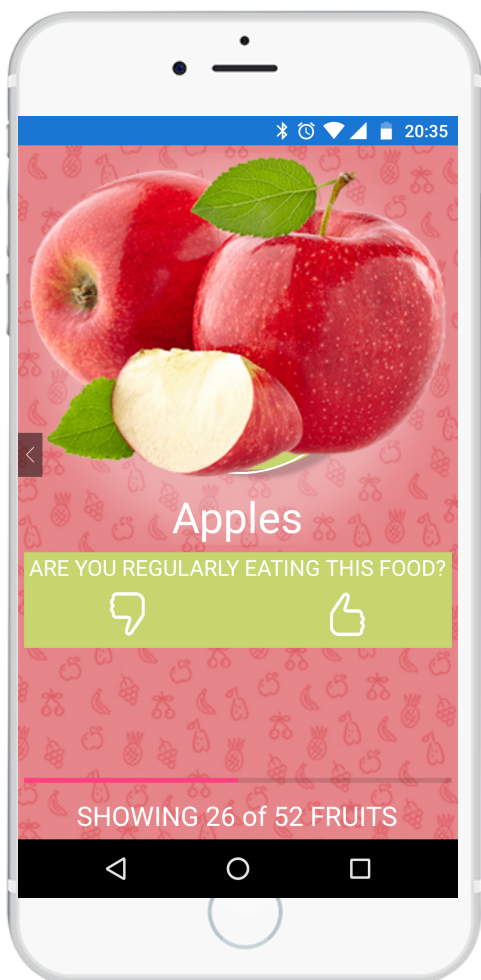 20:35
Apples
ARE YOU REGULARLY EATING THIS FOOD?
SHOWING 26 of 52 FRUITS